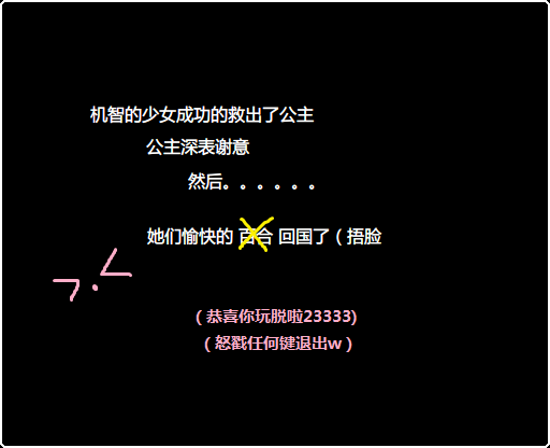 机智的少女成功的救出了公主
公主深表谢意
然后。。。。。。
她们愉快的 百合 回国了 ( 捂脸
( 恭喜你玩脱啦23333)
( 怒戳任何键退出w )